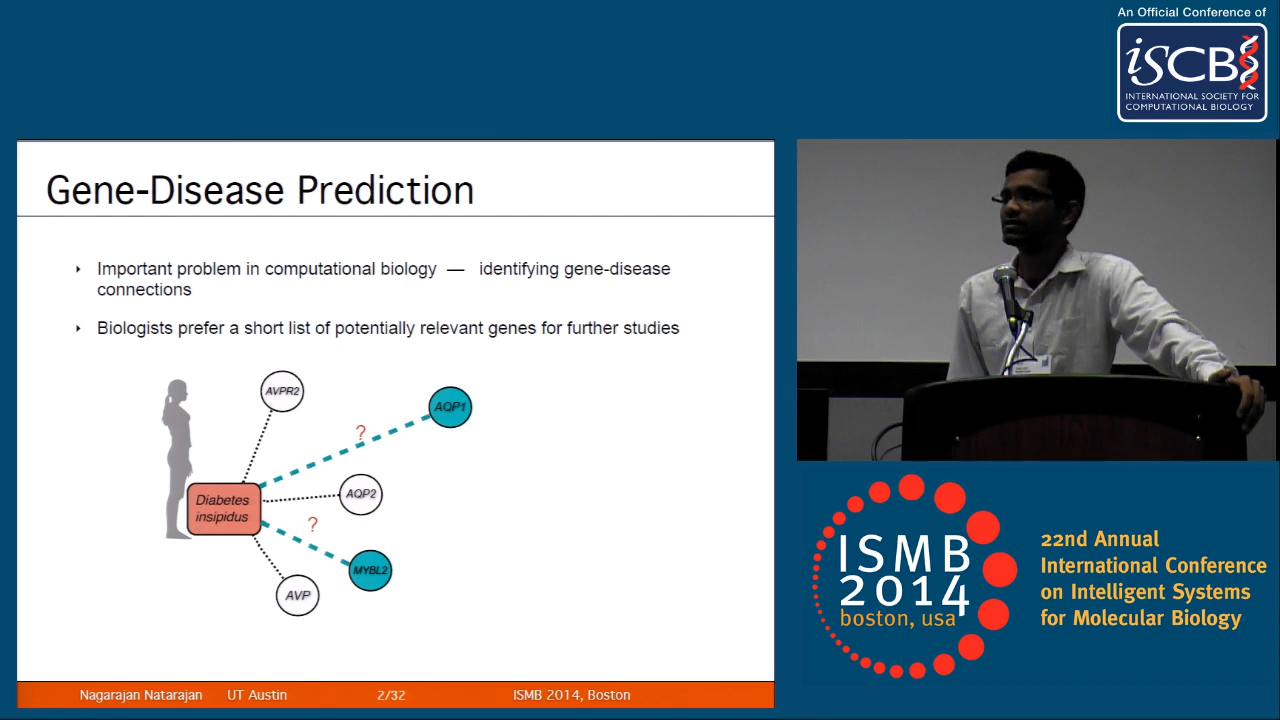 An Official Conference of
iSCB
INTERNATIONAL SOCIETY FOR
COMPUTATIONAL BIOLOGY
Gene-Disease Prediction
Important problem in computational biology — identifying gene-disease
connections
Biologists prefer a short list of potentially relevant genes for further studies
AVPR2
AQP1
?
Diabetes
insipidus
AQP2
?
MYBL2
AVP
Nagarajan Natarajan UT Austin 2/32 ISMB 2014, Boston
ISMB
2014
boston, usa
22nd Annual
International Conference
on Intelligent Systems
for Molecular Biology